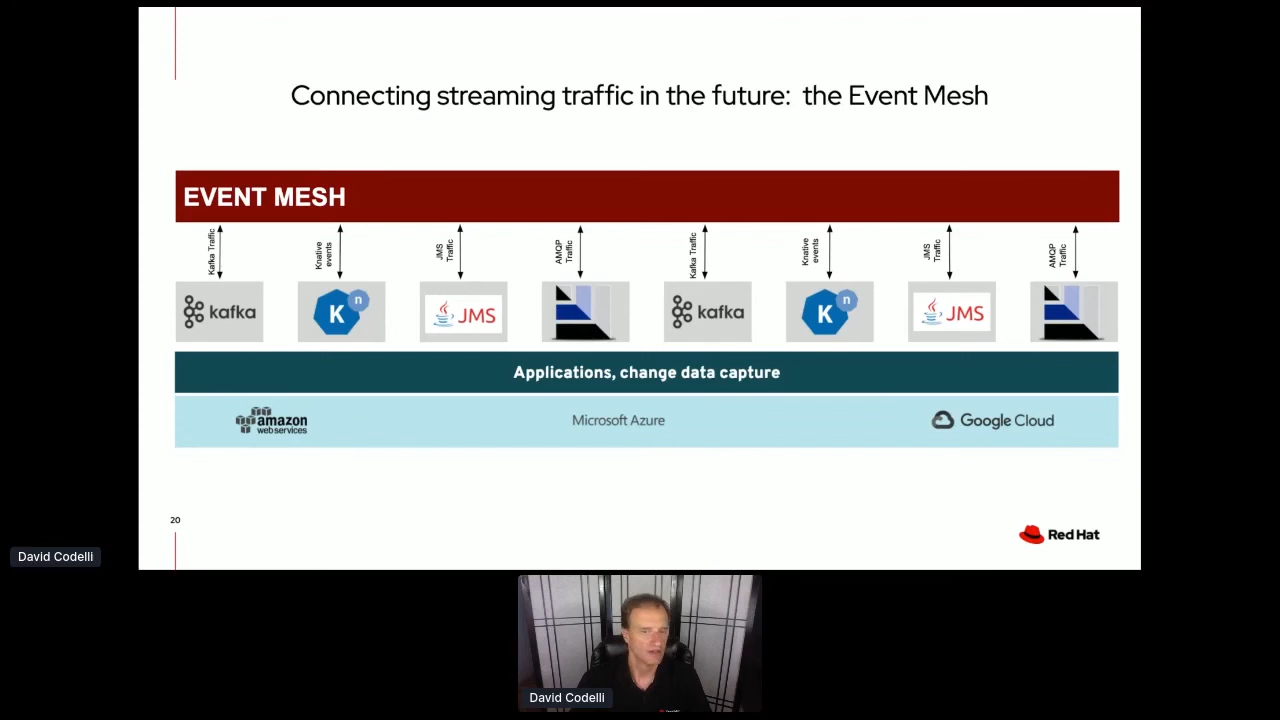 Connecting streaming traffic in the future: the Event Mesh
EVENT MESH
Kafka Traffic
Knative
events
JMS
Traffic
AMQP
Traffic
Kafka Traffic
Knative
events
JMS
Traffic
AMQP
Traffic
kafka
K
n
JMS
kafka
K
n
JMS
Applications, change data capture
amazon
webservices
Microsoft Azure
Google Cloud
20
Red Hat
David Codelli
David Codelli